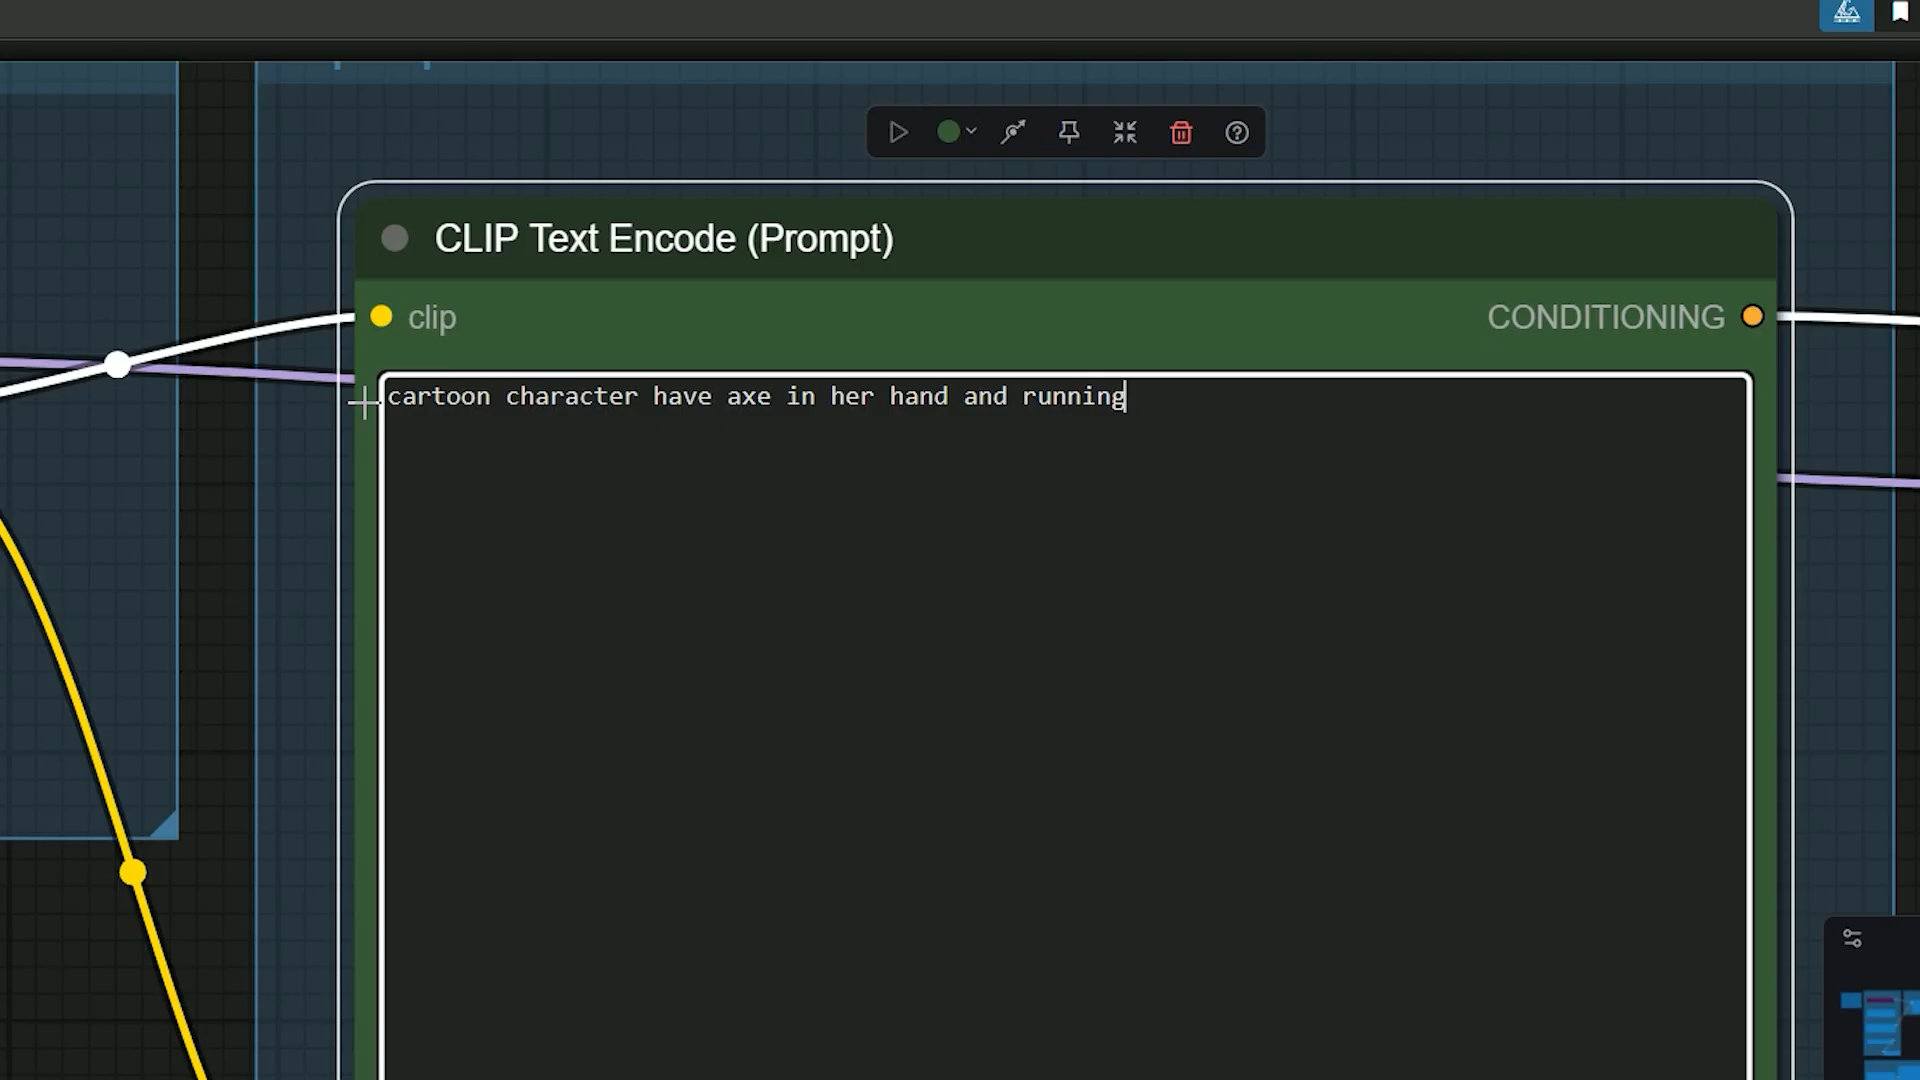 CLIP Text Encode (Prompt)
clip
CONDITIONING
cartoon character have axe in her hand and running